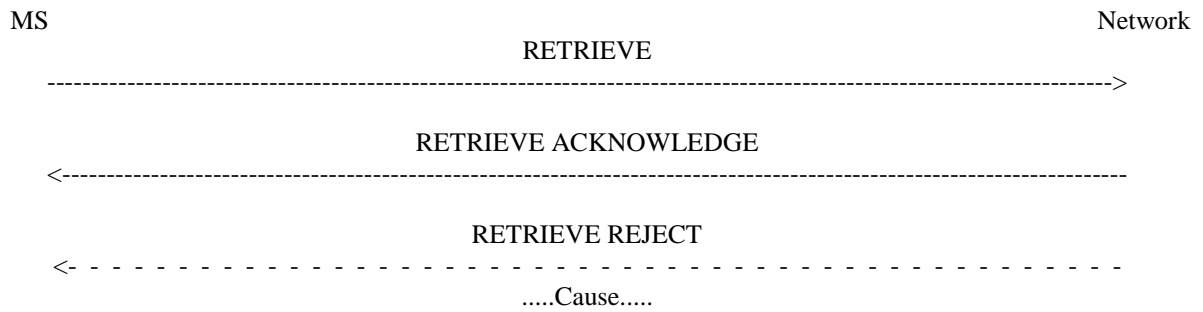 MS Network
RETRIEVE
------------------------------------------------------------------------------------------------------------------------>
RETRIEVE ACKNOWLEDGE
<------------------------------------------------------------------------------------------------------------------------
RETRIEVE REJECT
<- - - - - - - - - - - - - - - - - - - - - - - - - - - - - - - - - - - - - - - - - - - - - - - -
.....Cause.....